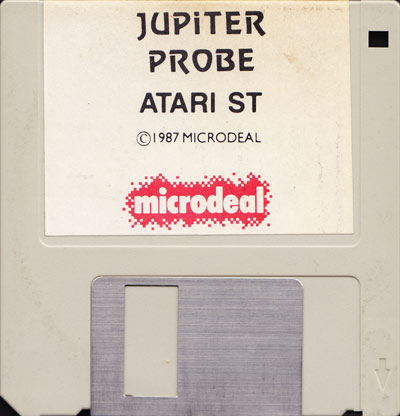 JUPiTER
PROBE
ATARI ST
©1987 MICRODEAL
microdeal